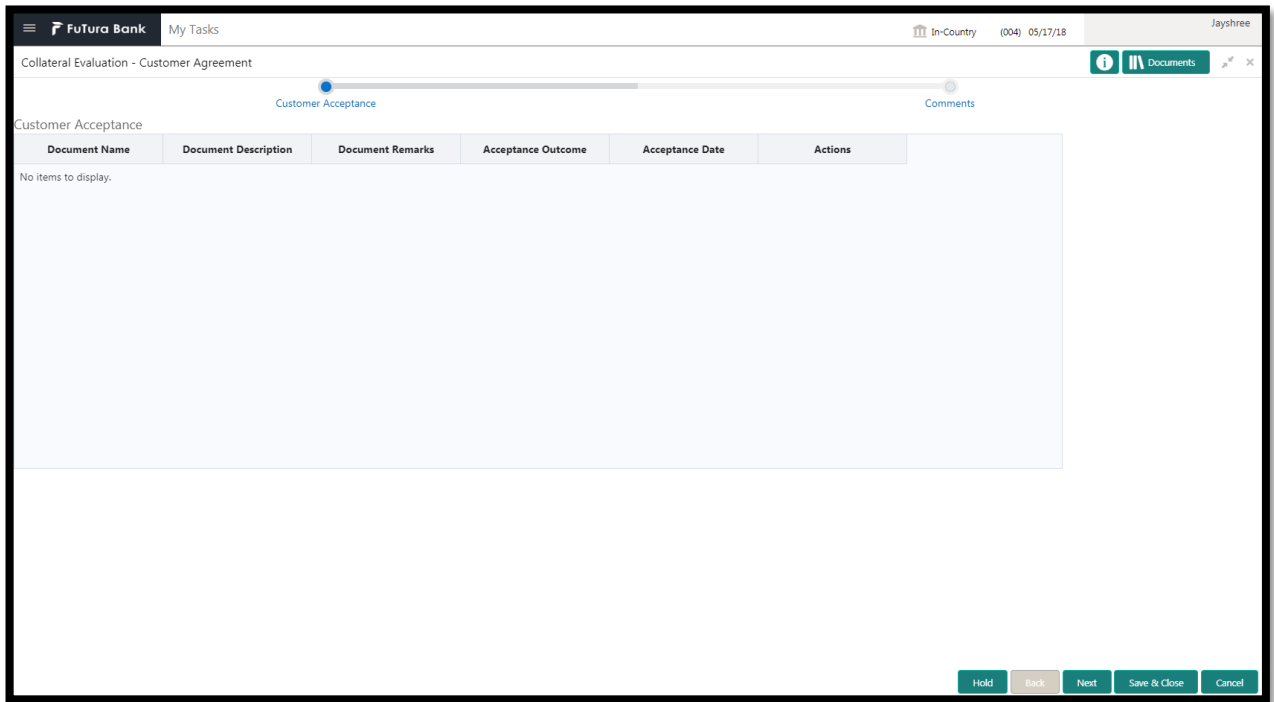 FuTura Bank My Tasks In-Country (004) 05/17/18 Jayshree
Collateral Evaluation - Customer Agreement i Documents
Customer Acceptance Comments
Customer Acceptance
Document Name Document Description Document Remarks Acceptance Outcome Acceptance Date Actions
No items to display.
Hold Back Next Save & Close Cancel